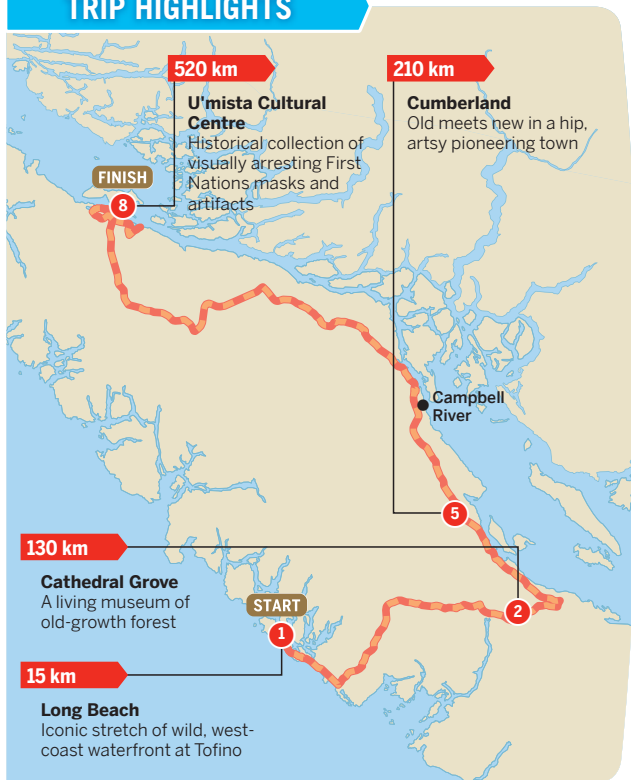 TRIP HIGHLIGHTS
520 km
U'mista Cultural
Centre
Historical collection of
visually arresting First
Nations masks and
artifacts
210 km
Cumberland
Old meets new in a hip,
artsy pioneering town
FINISH
8
Campbell
River
5
130 km
Cathedral Grove
A living museum of
old-growth forest
START
1
2
15 km
Long Beach
Iconic stretch of wild, west-
coast waterfront at Tofino